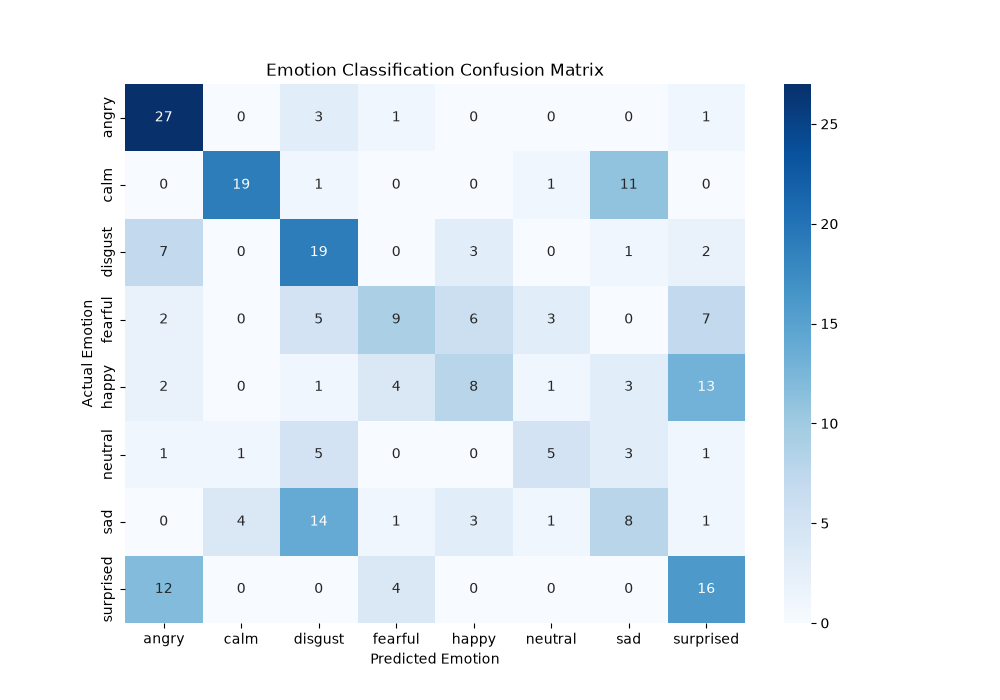 Emotion Classification Confusion Matrix
Actual Emotion
angry 27 0 3 1 0 0 0 1
calm 0 19 1 0 0 1 11 0
disgust 7 0 19 0 3 0 1 2
fearful 2 0 5 9 6 3 0 7
happy 2 0 1 4 8 1 3 13
neutral 1 1 5 0 0 5 3 1
sad 0 4 14 1 3 1 8 1
surprised 12 0 0 4 0 0 0 16
angry calm disgust fearful happy neutral sad surprised
Predicted Emotion
25
20
15
10
5
0